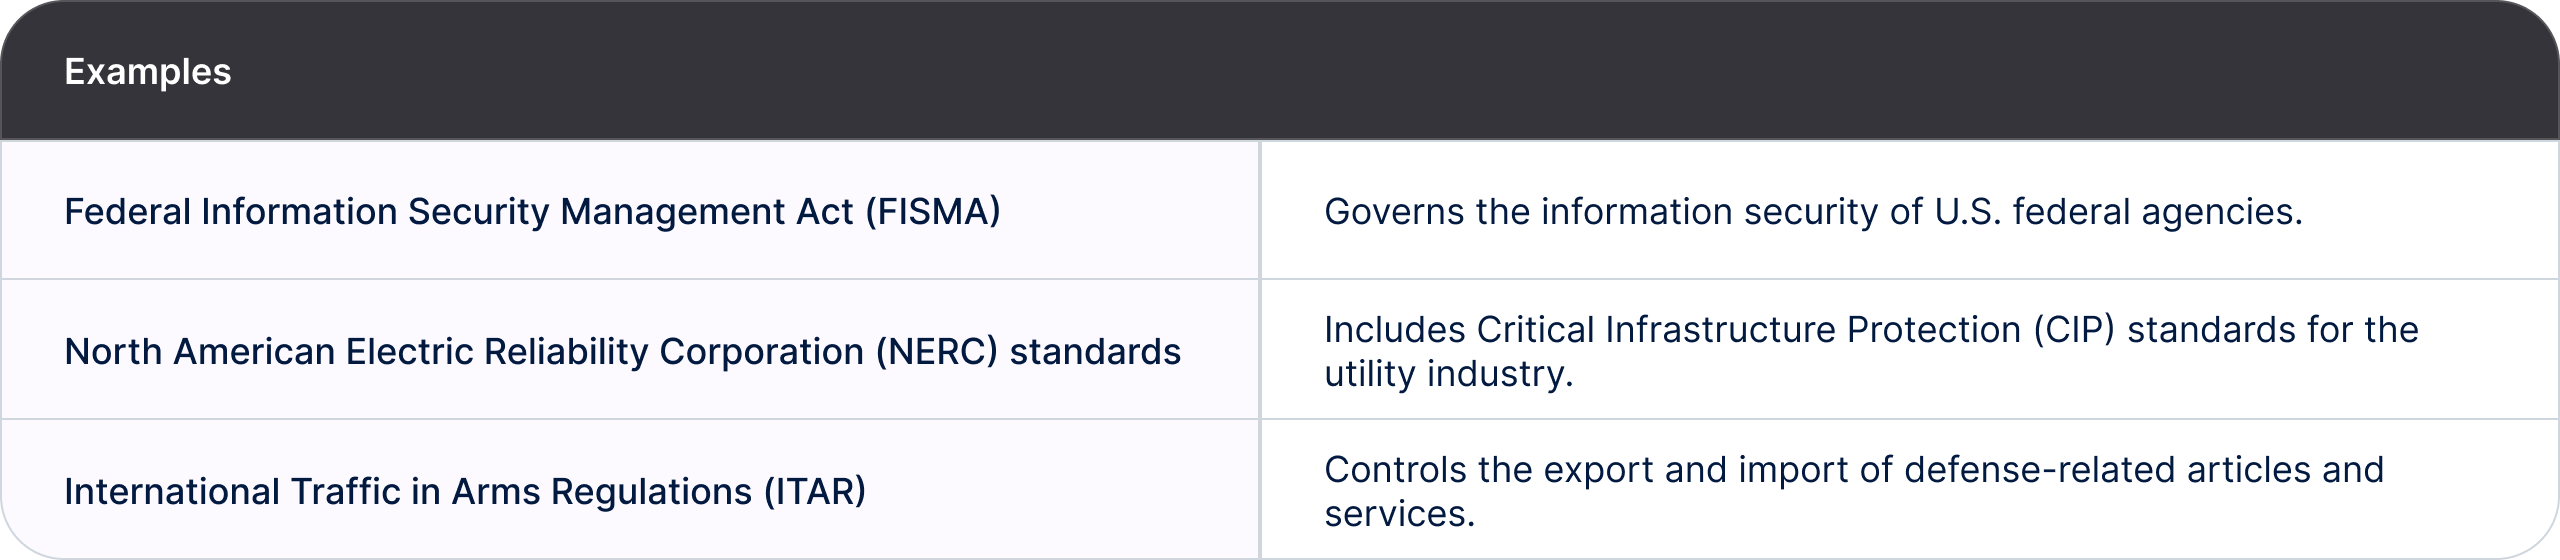 Examples
Federal Information Security Management Act (FISMA)
Governs the information security of U.S. federal agencies.
North American Electric Reliability Corporation (NERC) standards
Includes Critical Infrastructure Protection (CIP) standards for the
utility industry.
International Traffic in Arms Regulations (ITAR)
Controls the export and import of defense-related articles and
services.